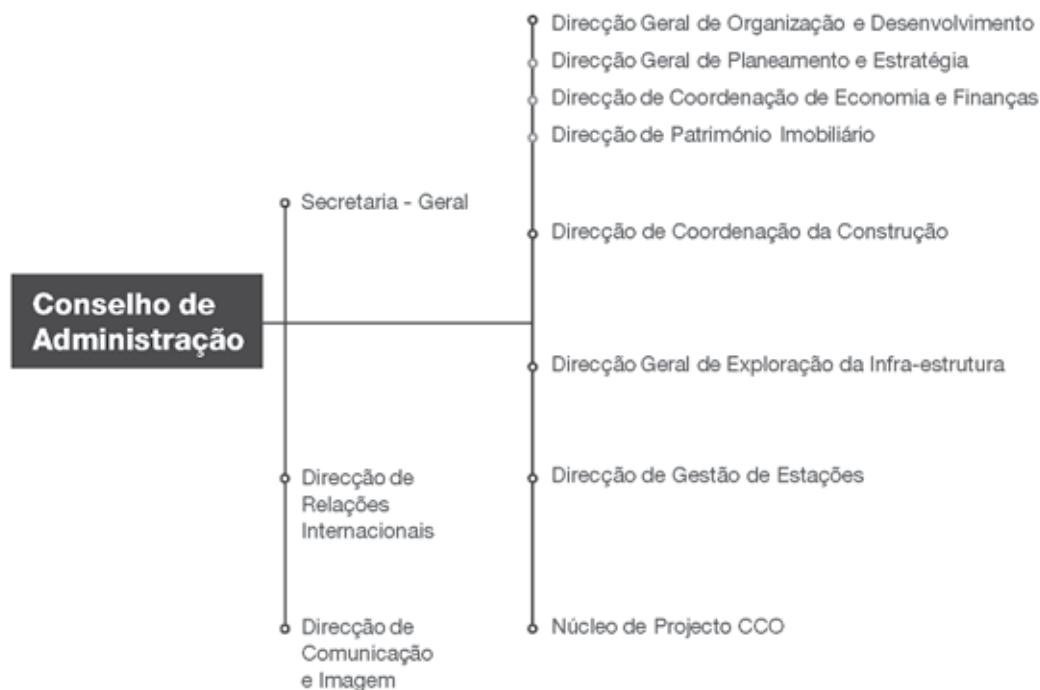 Conselho de
Administração
Secretaria - Geral
Direcção de
Relações
Internacionais
Direcção de
Comunicação
e Imagem
Direcção Geral de Organização e Desenvolvimento
Direcção Geral de Planeamento e Estratégia
Direcção de Coordenação de Economia e Finanças
Direcção de Património Imobiliário
Direcção de Coordenação da Construção
Direcção Geral de Exploração da Infra-estrutura
Direcção de Gestão de Estações
Núcleo de Projecto CCO